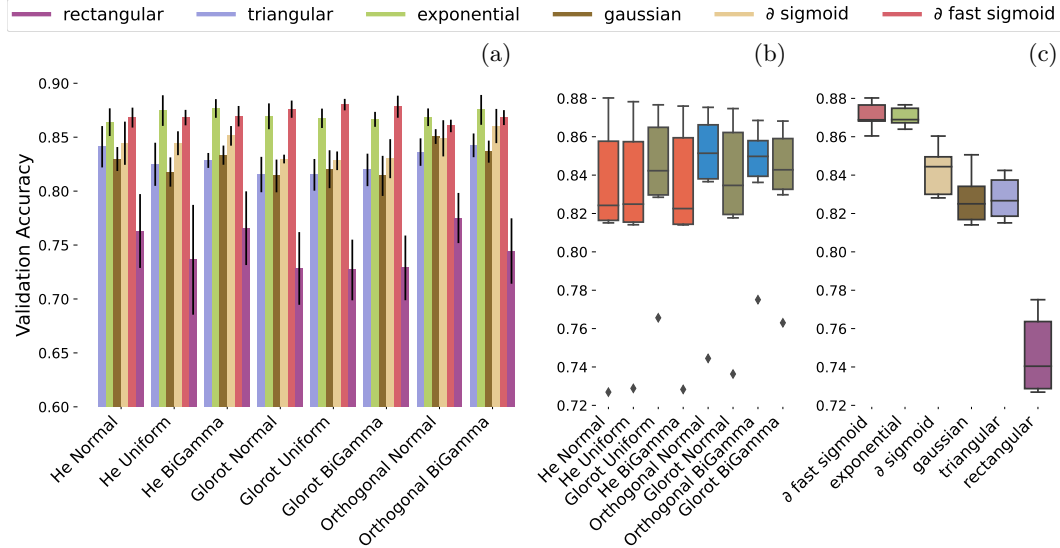 rectangular triangular exponential gaussian ∂ sigmoid ∂ fast sigmoid
(a)
Validation Accuracy
0.90
0.85
0.80
0.75
0.70
0.65
0.60
He Normal
He Uniform
He BiGamma
Glorot Normal
Glorot Uniform
Glorot BiGamma
Orthogonal Normal
Orthogonal BiGamma
(b)
0.88
0.86
0.84
0.82
0.80
0.78
0.76
0.74
0.72
He Normal
He Uniform
Glorot Uniform
He BiGamma
Orthogonal Normal
Glorot Normal
Orthogonal BiGamma
Glorot BiGamma
(c)
0.88
0.86
0.84
0.82
0.80
0.78
0.76
0.74
0.72
∂ fast sigmoid
exponential
∂ sigmoid
gaussian
triangular
rectangular